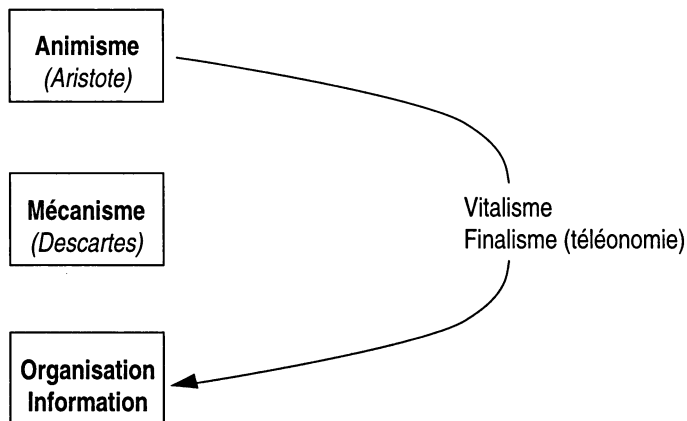 Animisme
(Aristote)
Mécanisme
(Descartes)
Vitalisme
Finalisme (téléonomie)
Organisation
Information